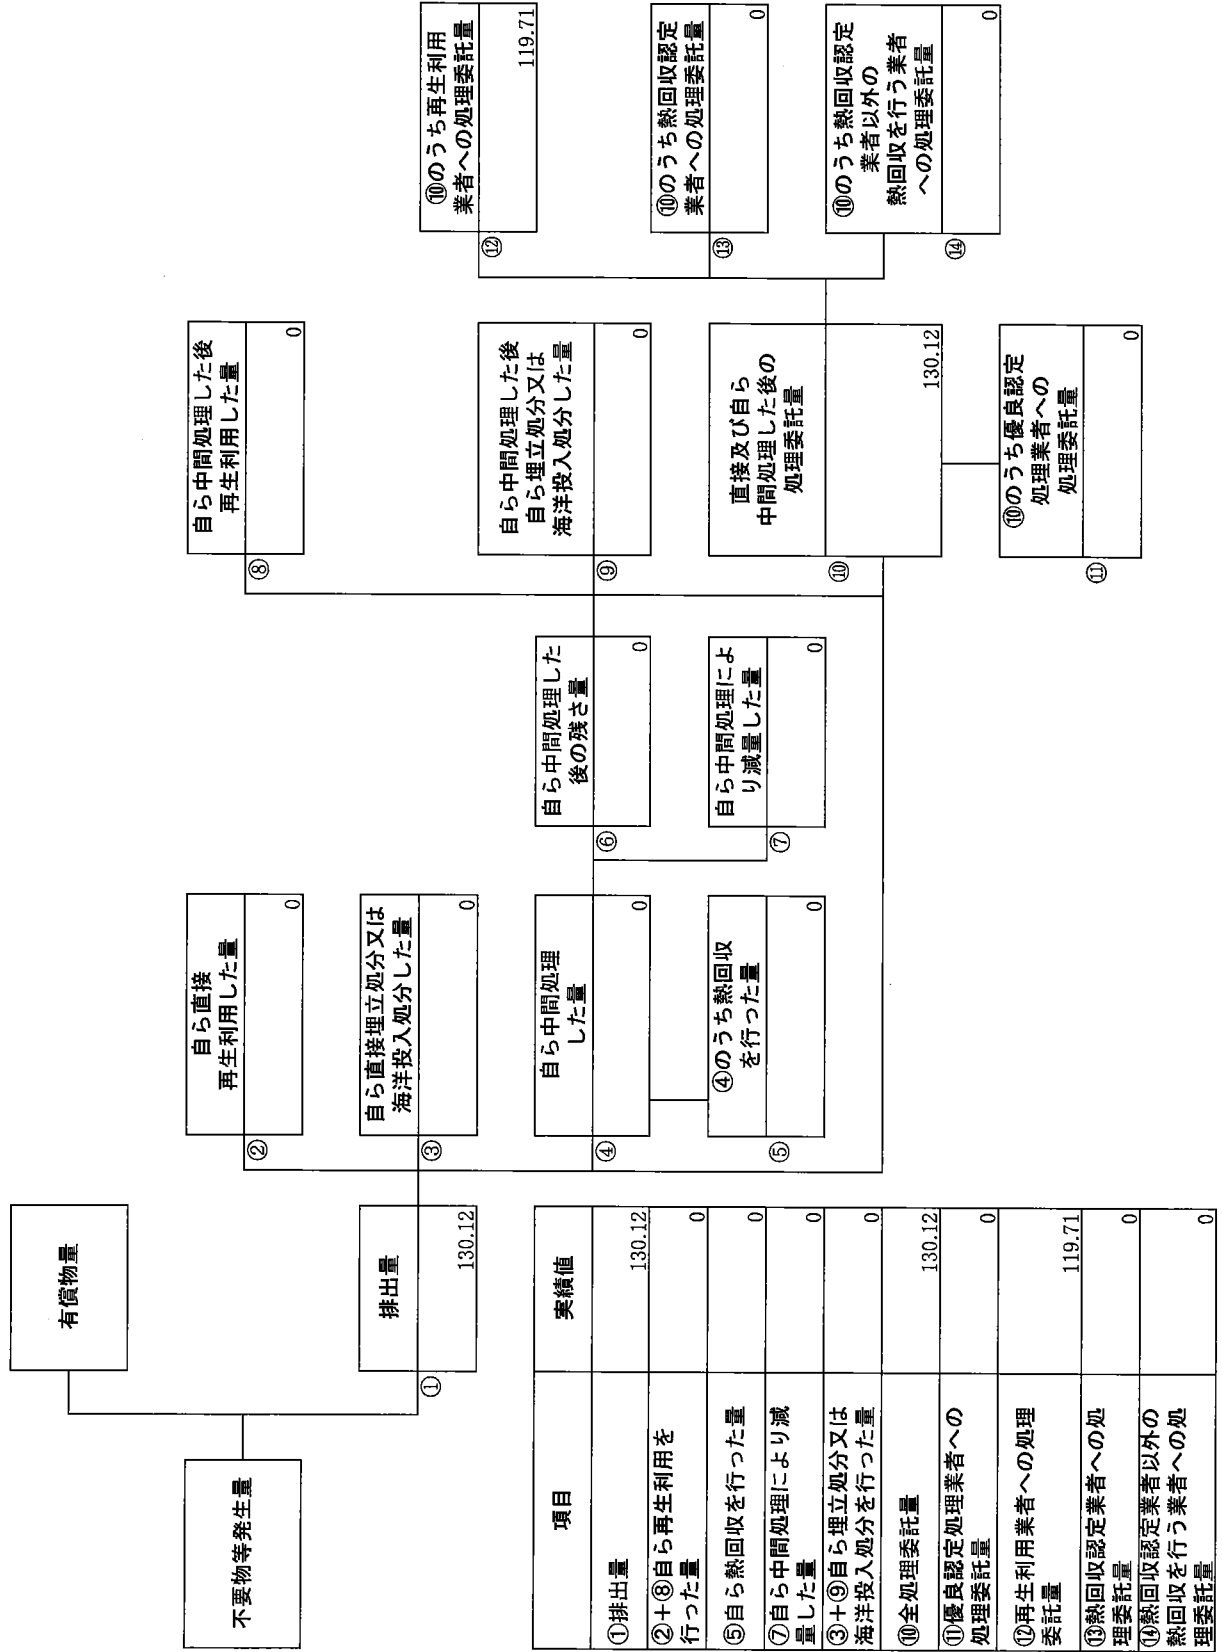 不要物等発生量
有償物量
排出量
①
130.12
自ら直接
再生利用した量
②
0
自ら直接埋立処分又は
海洋投入処分した量
③
0
自ら中間処理
した量
④
0
④のうち熱回収
を行った量
⑤
0
自ら中間処理した
後の残さ量
⑥
0
自ら中間処理によ
り減量した量
⑦
0
自ら中間処理した後
再生利用した量
⑧
0
自ら中間処理した後
自ら埋立処分又は
海洋投入処分した量
⑨
0
直接及び自ら
中間処理した後の
処理委託量
⑩
130.12
⑩のうち優良認定
処理業者への
処理委託量
⑪
0
⑩のうち再生利用
業者への処理委託量
⑫
119.71
⑩のうち熱回収認定
業者への処理委託量
⑬
0
⑩のうち熱回収認定
業者以外の
熱回収を行う業者
への処理委託量
⑭
0
項目 実績値
①排出量 130.12
②+⑧自ら再生利用を
行った量 0
⑤自ら熱回収を行った量 0
⑦自ら中間処理により減
量した量 0
③+⑨自ら埋立処分又は
海洋投入処分を行った量 0
⑩全処理委託量 130.12
⑪優良認定処理業者への
処理委託量 0
⑫再生利用業者への処理
委託量 119.71
⑬熱回収認定業者への処
理委託量 0
⑭熱回収認定業者以外の
熱回収を行う業者への処
理委託量 0